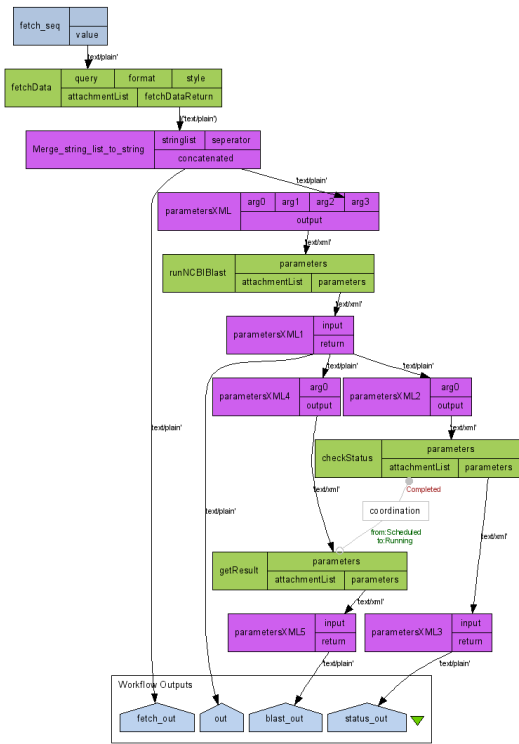 fetch_seq
value
'text/plain'
fetchData
query format style
attachmentList fetchDataReturn
l('text/plain')
Merge_string_list_to_string
stringlist seperator
concatenated
'text/plain'
parametersXML
arg0 arg1 arg2 arg3
output
'text/xml'
runNCBIBlast
parameters
attachmentList parameters
'text/xml'
parametersXML1
input
return
'text/plain' 'text/plain'
parametersXML4
arg0
output
parametersXML2
arg0
output
'text/xml'
text/plain'
checkStatus
parameters
attachmentList parameters
Completed
'text/xml'
coordination
text/plain'
from:Scheduled
to:Running
'text/xml'
getResult
parameters
attachmentList parameters
'text/xml'
parametersXML5
input
return
parametersXML3
input
return
'text/plain' 'text/plain'
Workflow Outputs
fetch_out out blast_out status_out